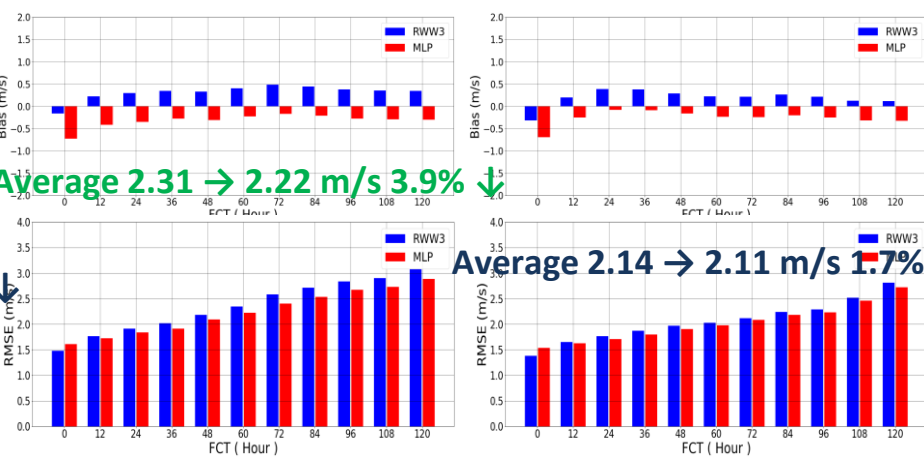 2.0 2.0
RWW3 RWW3
1.5 1.5
MLP MLP
1.0 1.0
0.5 0.5
Bias (m/s) Bias (m/s)
0.0 0.0
−0.5 −0.5
−1.0 −1.0
−1.5
Average 2.31 → 2.22 m/s 3.9% ↓
−2.0 −2.0
0 12 24 36 48 60 72 84 96 108 120 0 12 24 36 48 60 72 84 96 108 120
FCT ( Hour ) FCT ( Hour )
4.0 4.0
RWW3 RWW3
3.5 3.5
MLP MLP
Average 2.14 → 2.11 m/s 1.7%
3.0 3.0
↓
2.5 2.5
RMSE (m/s) RMSE (m/s)
2.0 2.0
1.5 1.5
1.0 1.0
0.5 0.5
0.0 0.0
0 12 24 36 48 60 72 84 96 108 120 0 12 24 36 48 60 72 84 96 108 120
FCT ( Hour ) FCT ( Hour )